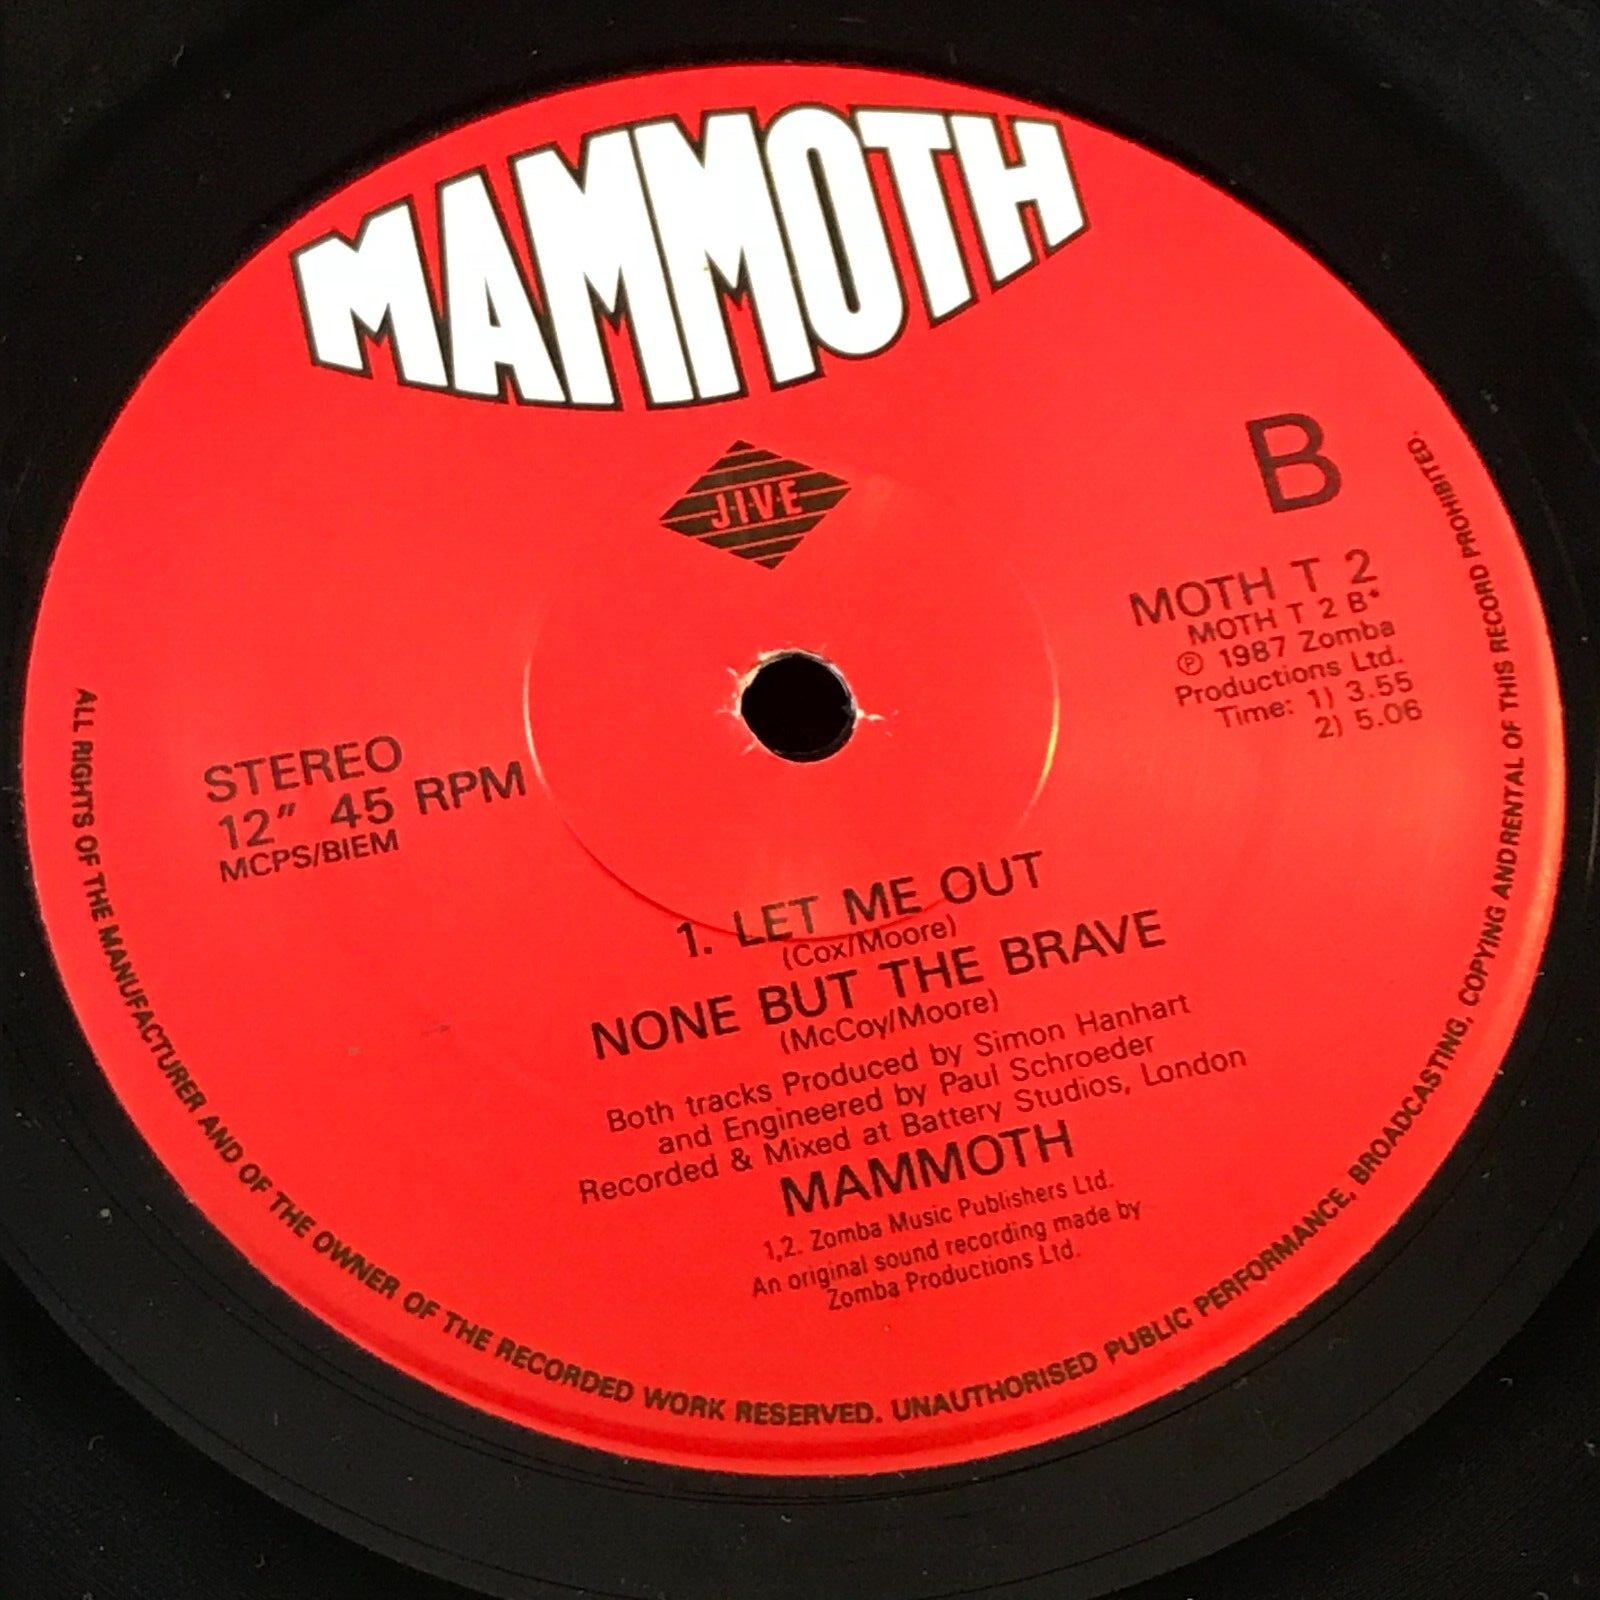 MAMMOTH
J·I·V·E
B
MOTH T 2
MOTH T 2 B*
℗ 1987 Zomba
Productions Ltd.
Time: 1) 3.55
2) 5.06
STEREO
12" 45 RPM
MCPS/BIEM
1. LET ME OUT
(Cox/Moore)
NONE BUT THE BRAVE
(McCoy/Moore)
Both tracks Produced by Simon Hanhart
and Engineered by Paul Schroeder
Recorded & Mixed at Battery Studios, London
MAMMOTH
1,2. Zomba Music Publishers Ltd.
An original sound recording made by
Zomba Productions Ltd.
ALL RIGHTS OF THE MANUFACTURER AND OF THE OWNER OF THE RECORDED WORK RESERVED. UNAUTHORISED PUBLIC PERFORMANCE, BROADCASTING, COPYING AND RENTAL OF THIS RECORD PROHIBITED.